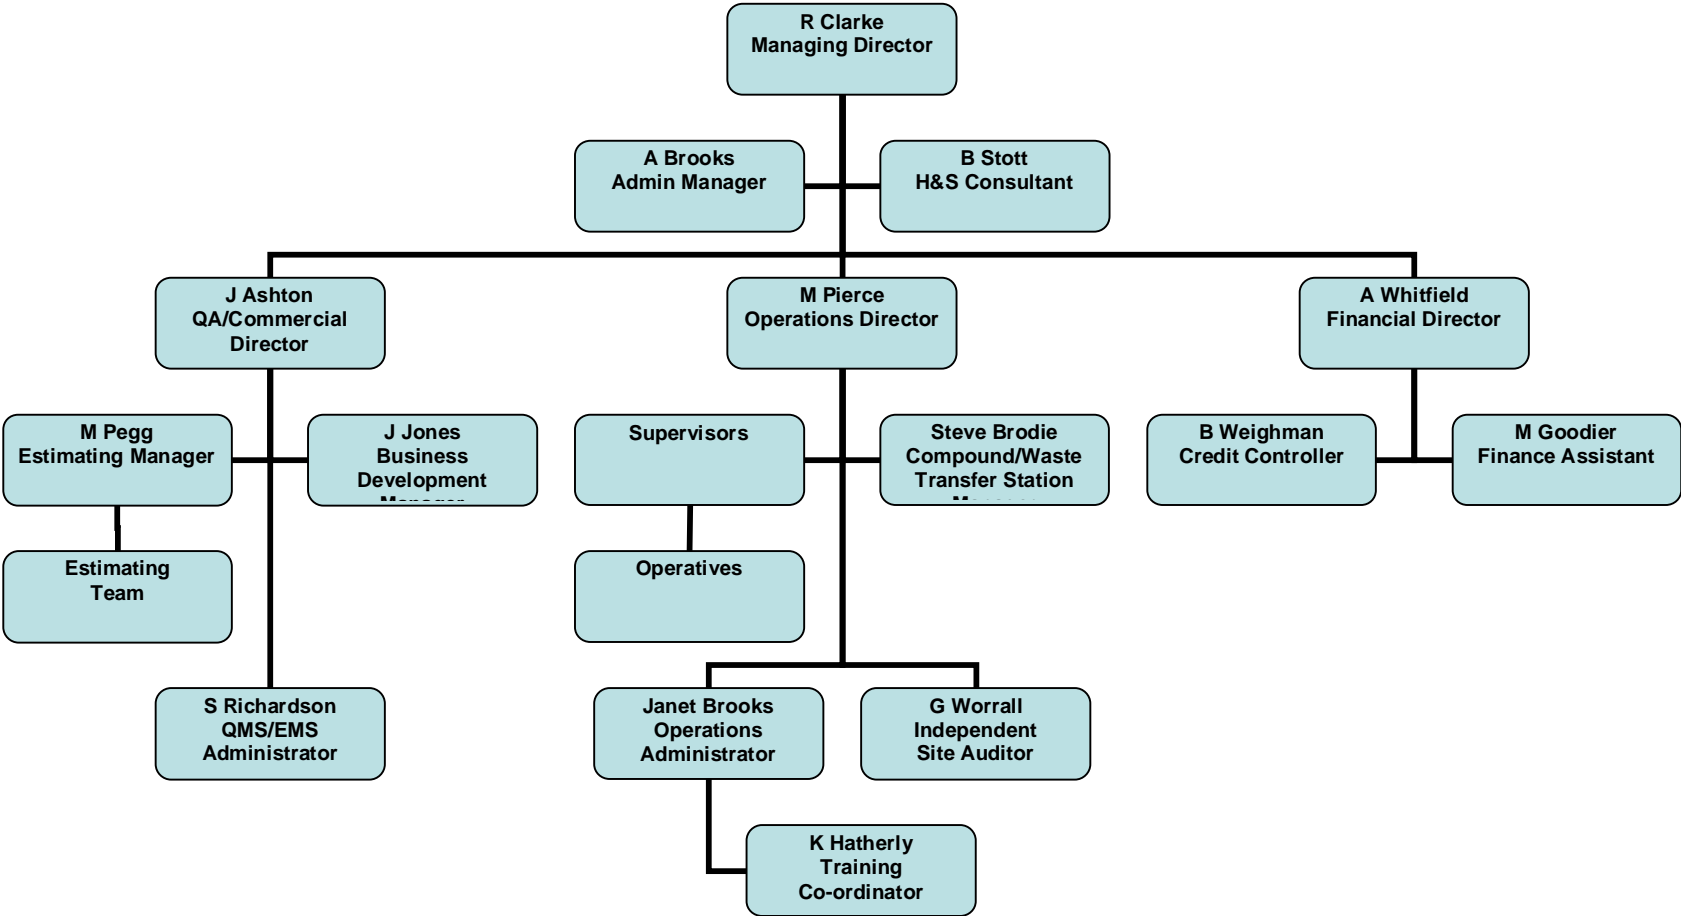 R Clarke
Managing Director
A Brooks
Admin Manager
B Stott
H&S Consultant
J Ashton
QA/Commercial
Director
M Pierce
Operations Director
A Whitfield
Financial Director
M Pegg
Estimating Manager
J Jones
Business
Development
Manager
Supervisors
Steve Brodie
Compound/Waste
Transfer Station
Manager
B Weighman
Credit Controller
M Goodier
Finance Assistant
Estimating
Team
Operatives
S Richardson
QMS/EMS
Administrator
Janet Brooks
Operations
Administrator
G Worrall
Independent
Site Auditor
K Hatherly
Training
Co-ordinator